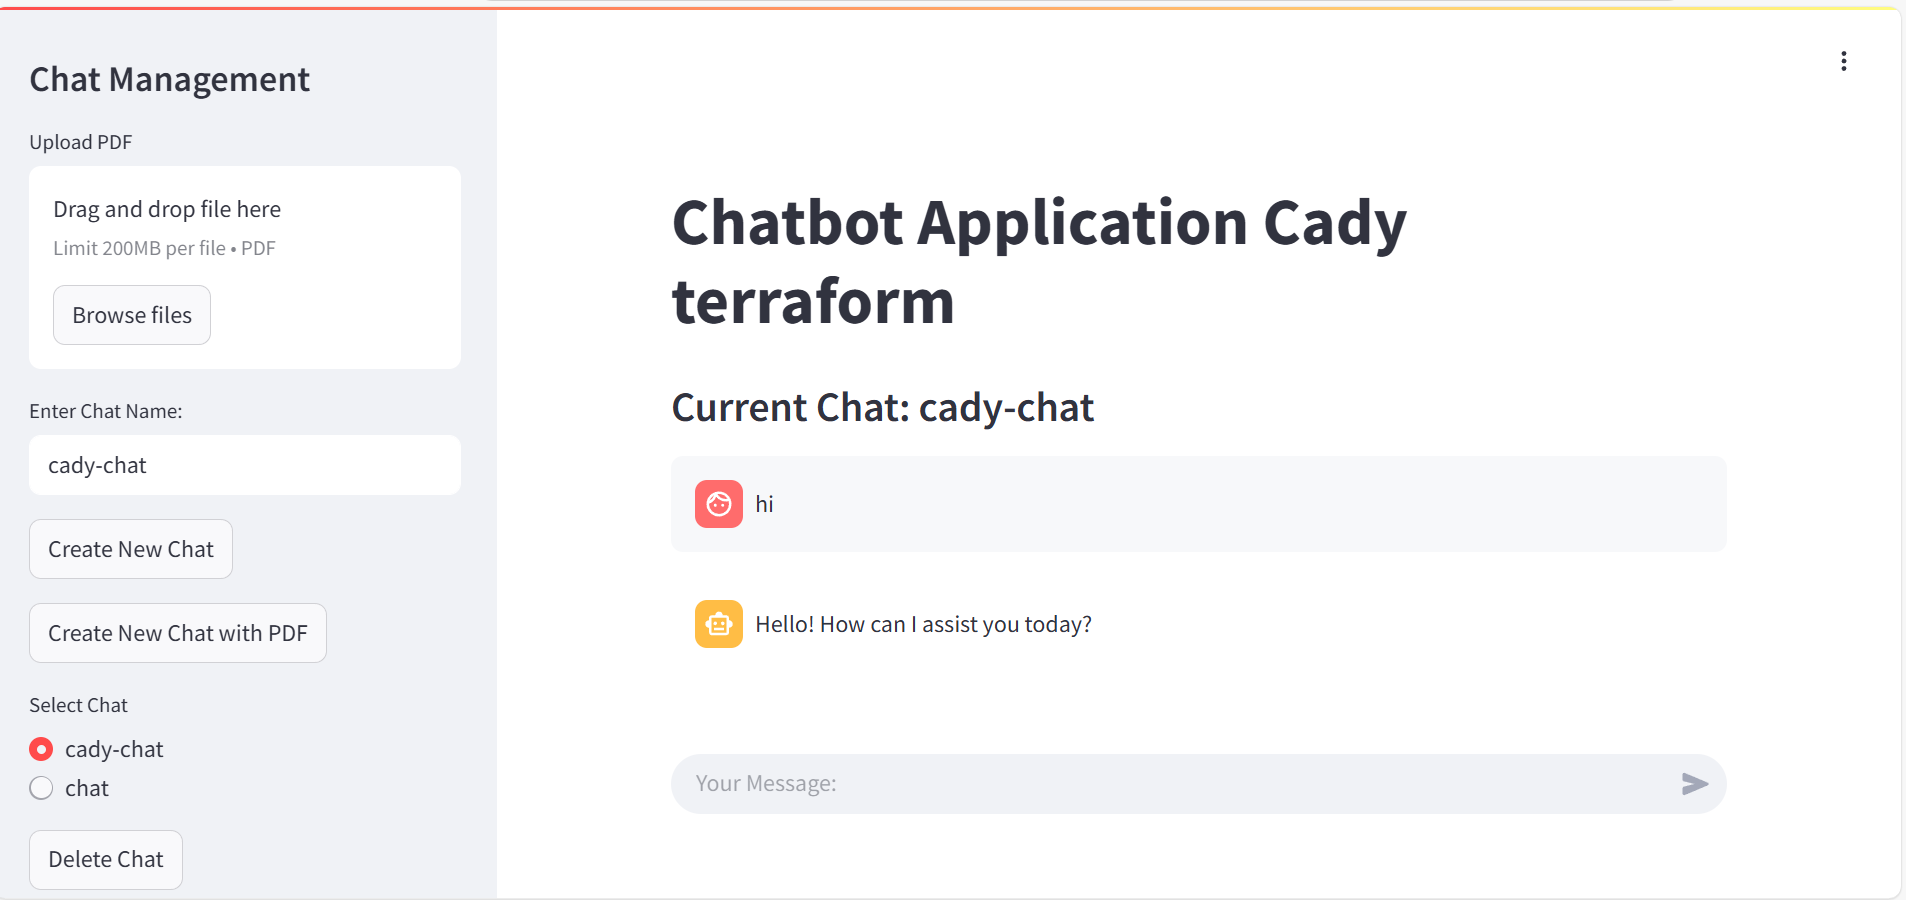 Chat Management
Upload PDF
Drag and drop file here
Limit 200MB per file • PDF
Browse files
Enter Chat Name:
cady-chat
Create New Chat
Create New Chat with PDF
Select Chat
cady-chat
chat
Delete Chat
Chatbot Application Cady
terraform
Current Chat: cady-chat
hi
Hello! How can I assist you today?
Your Message: